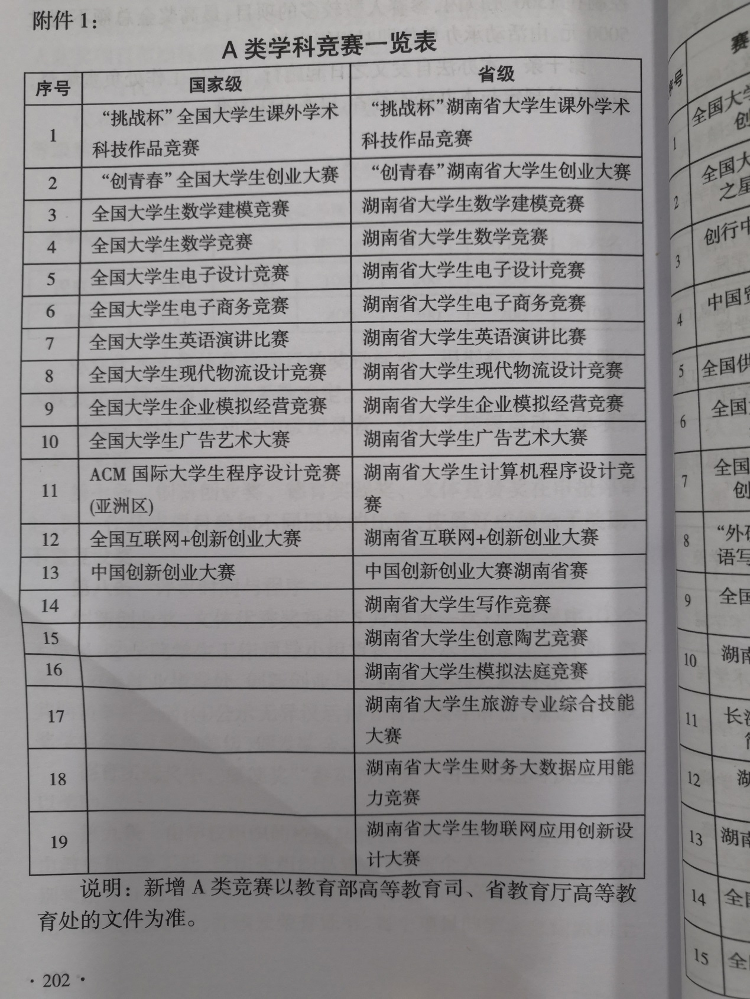 附件1：
A 类学科竞赛一览表
序号 国家级 省级
1 “挑战杯”全国大学生课外学术 “挑战杯”湖南省大学生课外学术
科技作品竞赛 科技作品竞赛
2 “创青春”全国大学生创业大赛 “创青春”湖南省大学生创业大赛
3 全国大学生数学建模竞赛 湖南省大学生数学建模竞赛
4 全国大学生数学竞赛 湖南省大学生数学竞赛
5 全国大学生电子设计竞赛 湖南省大学生电子设计竞赛
6 全国大学生电子商务竞赛 湖南省大学生电子商务竞赛
7 全国大学生英语演讲比赛 湖南省大学生英语演讲比赛
8 全国大学生现代物流设计竞赛 湖南省大学生现代物流设计竞赛
9 全国大学生企业模拟经营竞赛 湖南省大学生企业模拟经营竞赛
10 全国大学生广告艺术大赛 湖南省大学生广告艺术大赛
11 ACM 国际大学生程序设计竞赛 湖南省大学生计算机程序设计竞
(亚洲区) 赛
12 全国互联网+创新创业大赛 湖南省互联网+创新创业大赛
13 中国创新创业大赛 中国创新创业大赛湖南省赛
14 湖南省大学生写作竞赛
15 湖南省大学生创意陶艺竞赛
16 湖南省大学生模拟法庭竞赛
17 湖南省大学生旅游专业综合技能
大赛
18 湖南省大学生财务大数据应用能
力竞赛
19 湖南省大学生物联网应用创新设
计大赛
说明：新增 A 类竞赛以教育部高等教育司、省教育厅高等教
育处的文件为准。
· 202 ·
赛
序号
1 全国大学
创
2 全国大
之星
3 创行中
4 中国贸
5 全国供
6 全国
7 全国
创
8 “外研
语写
9 全国
10 湖南
11 长沙
12 湖
13 湖南
14 全国
15 全